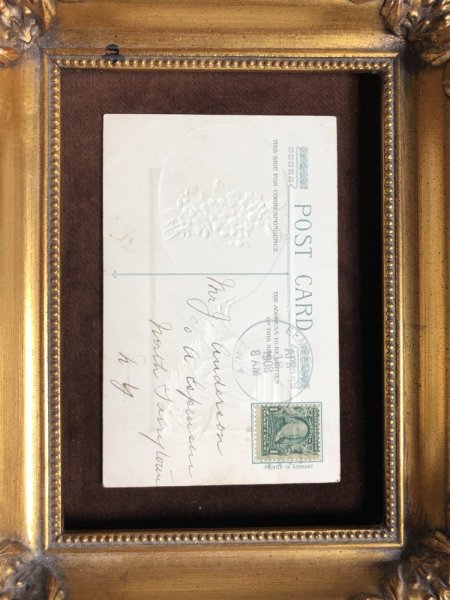 POST CARD
THIS SIDE FOR CORRESPONDENCE
THE ADDRESS TO BE WRITTEN
ON THIS SIDE
APR
8 AM
N.Y.
Mr J Anderson
c/o A.
North Tarrytown
N Y
PRINTED IN GERMANY